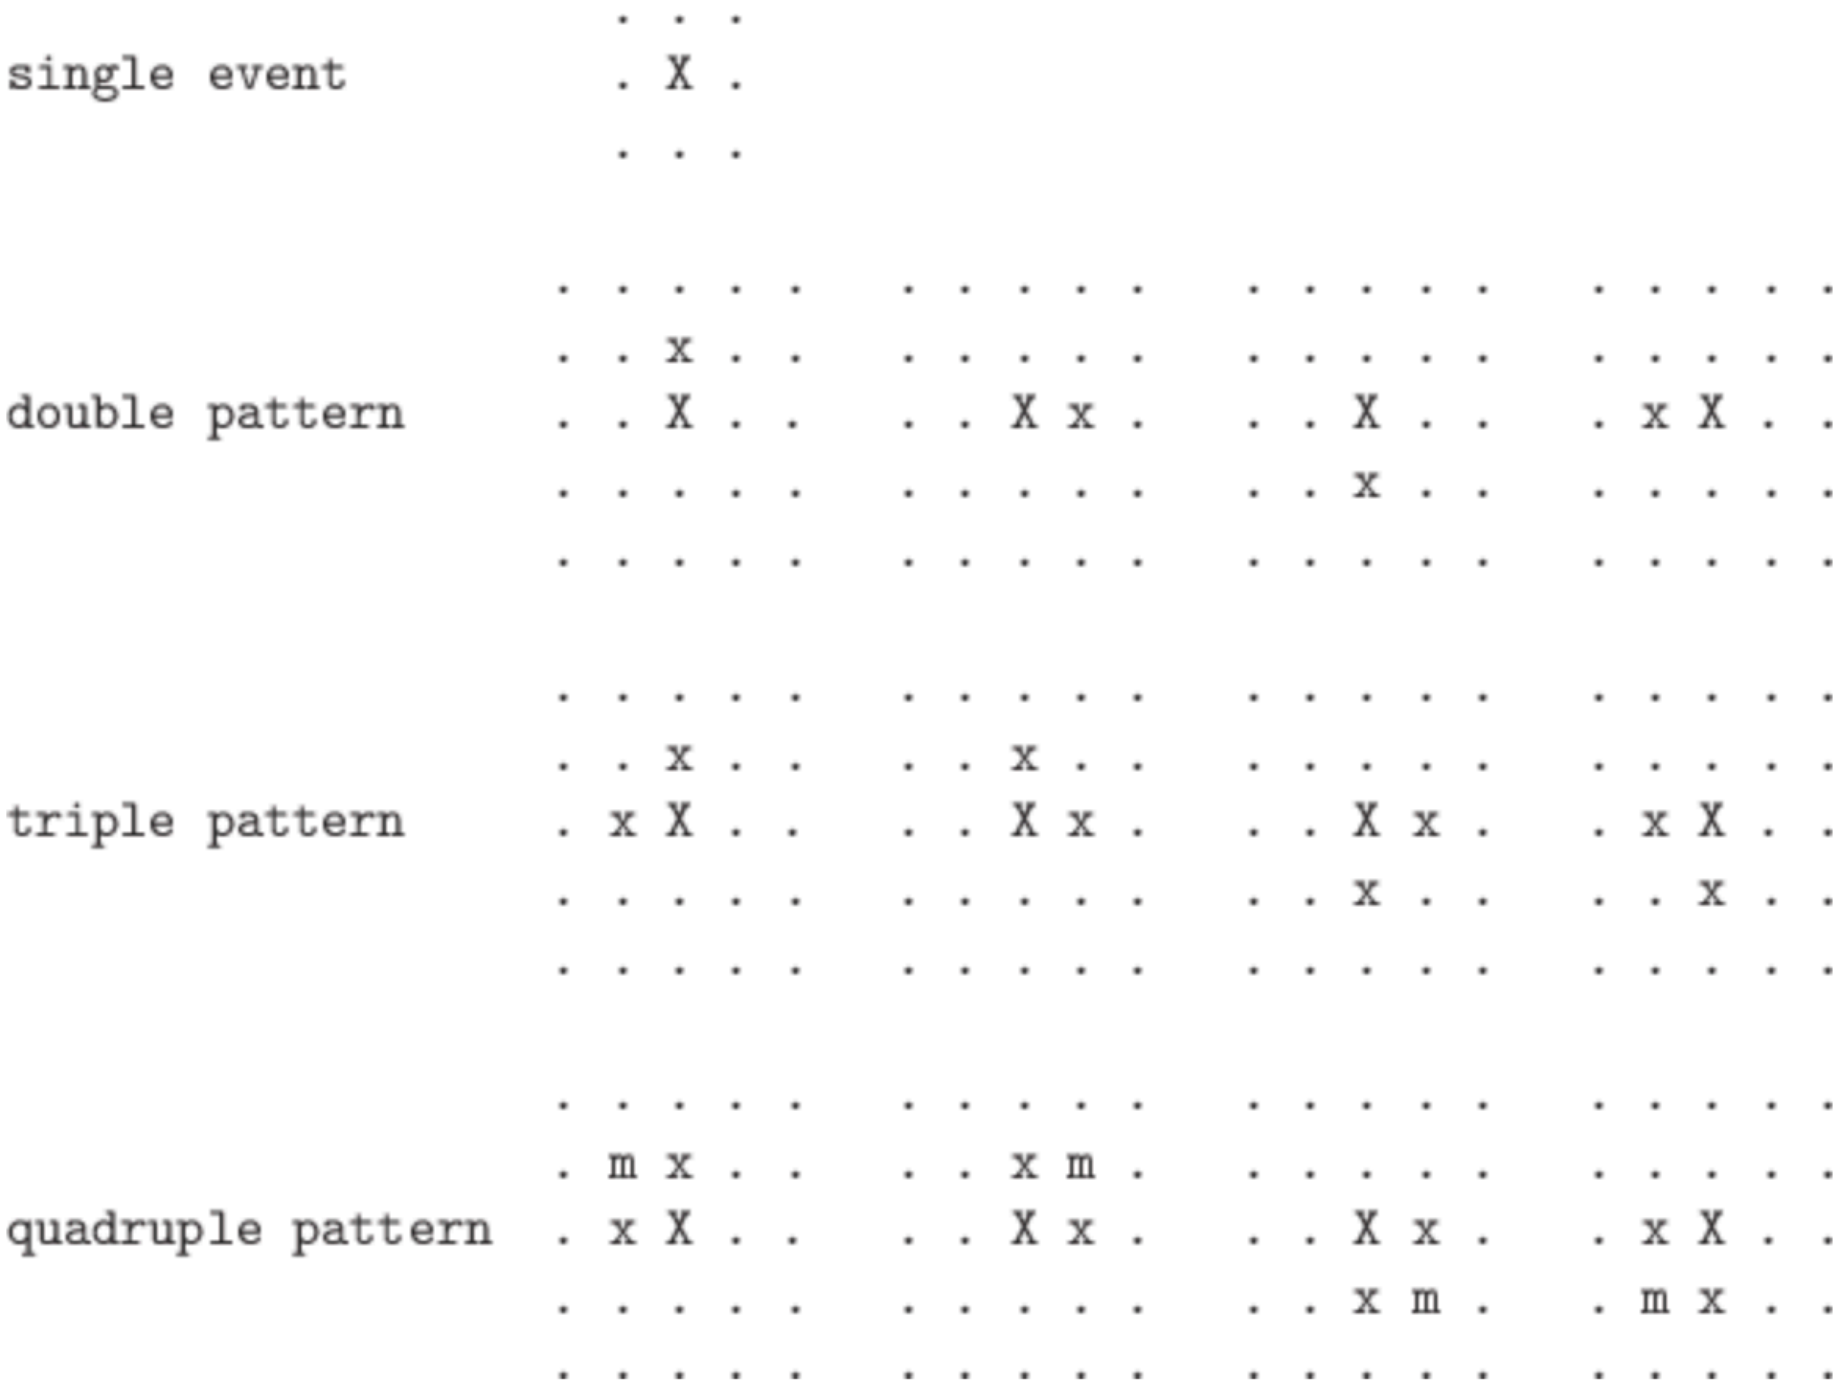 . . .
single event . X .
. . .
. . . . . . . . . . . . . . . . . . . .
. . x . . . . . . . . . . . . . . . . .
double pattern . . X . . . . X x . . . X . . . x X . .
. . . . . . . . . . . . x . . . . . . .
. . . . . . . . . . . . . . . . . . . .
. . . . . . . . . . . . . . . . . . . .
. . x . . . . x . . . . . . . . . . . .
triple pattern . x X . . . . X x . . . X x . . x X . .
. . . . . . . . . . . . x . . . . x . .
. . . . . . . . . . . . . . . . . . . .
. . . . . . . . . . . . . . . . . . . .
. m x . . . . x m . . . . . . . . . . .
quadruple pattern . x X . . . . X x . . . X x . . x X . .
. . . . . . . . . . . . x m . . m x . .
. . . . . . . . . . . . . . . . . . . .